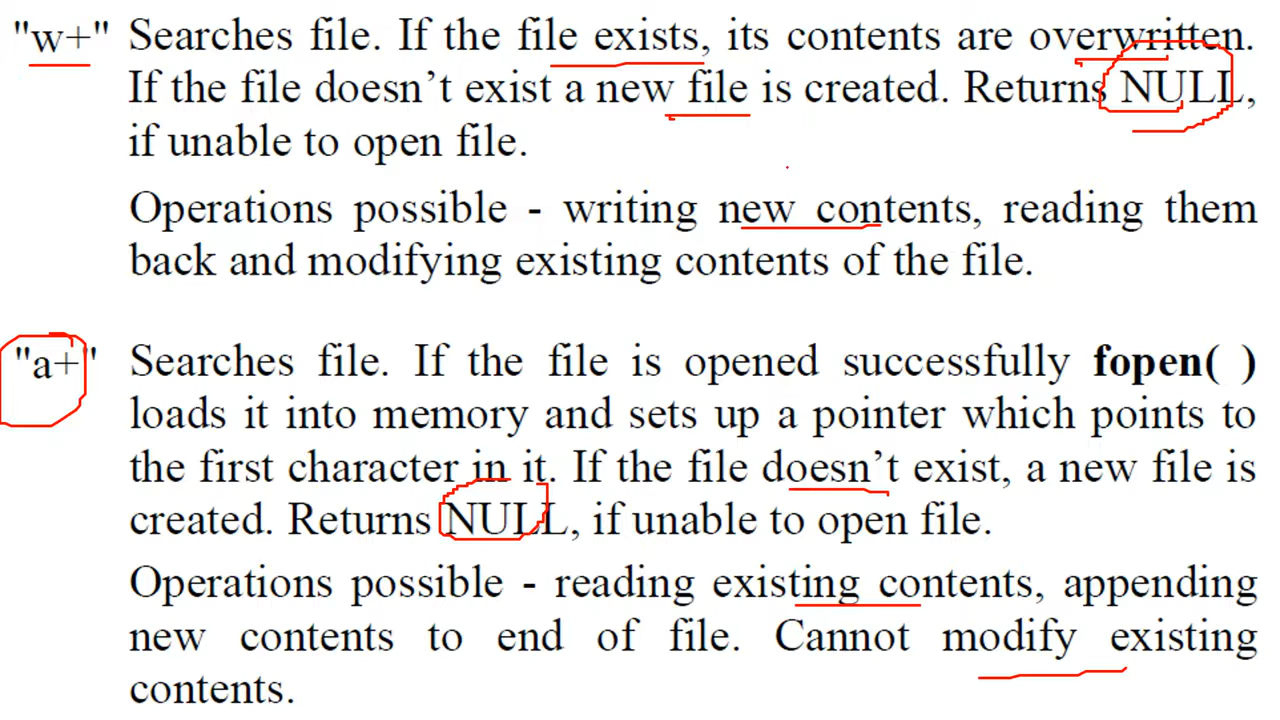 "w+" Searches file. If the file exists, its contents are overwritten.
If the file doesn’t exist a new file is created. Returns NULL,
if unable to open file.
Operations possible - writing new contents, reading them
back and modifying existing contents of the file.
"a+" Searches file. If the file is opened successfully fopen( )
loads it into memory and sets up a pointer which points to
the first character in it. If the file doesn’t exist, a new file is
created. Returns NULL, if unable to open file.
Operations possible - reading existing contents, appending
new contents to end of file. Cannot modify existing
contents.